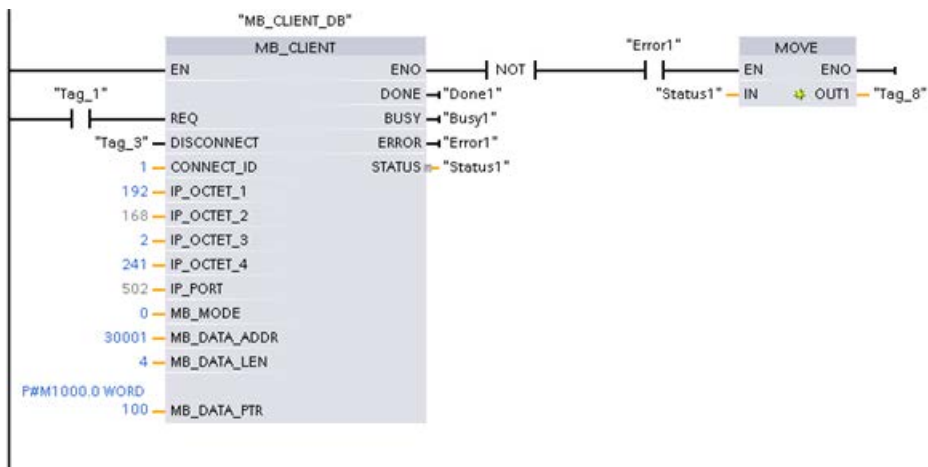 "MB_CLIENT_DB"
MB_CLIENT
"Error1"
MOVE
EN ENO NOT EN ENO
"Tag_1" DONE "Done1" "Status1" IN OUT1 "Tag_8"
REQ BUSY "Busy1"
"Tag_3" DISCONNECT ERROR "Error1"
1 CONNECT_ID STATUS "Status1"
192 IP_OCTET_1
168 IP_OCTET_2
2 IP_OCTET_3
241 IP_OCTET_4
502 IP_PORT
0 MB_MODE
30001 MB_DATA_ADDR
4 MB_DATA_LEN
P#M1000.0 WORD
100 MB_DATA_PTR